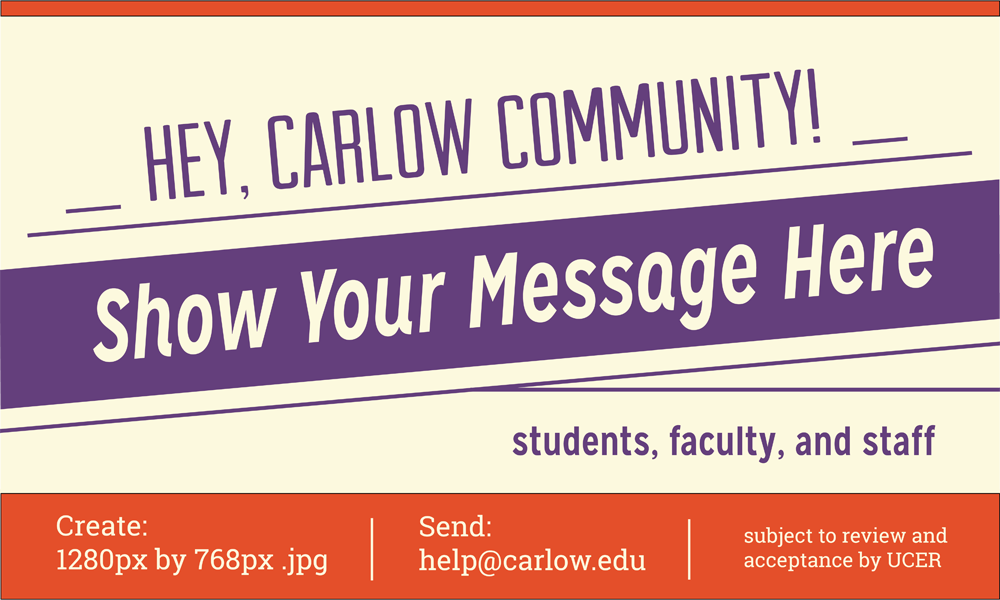 HEY, CARLOW COMMUNITY!
Show Your Message Here
students, faculty, and staff
Create:
1280px by 768px .jpg
Send:
help@carlow.edu
subject to review and
acceptance by UCER